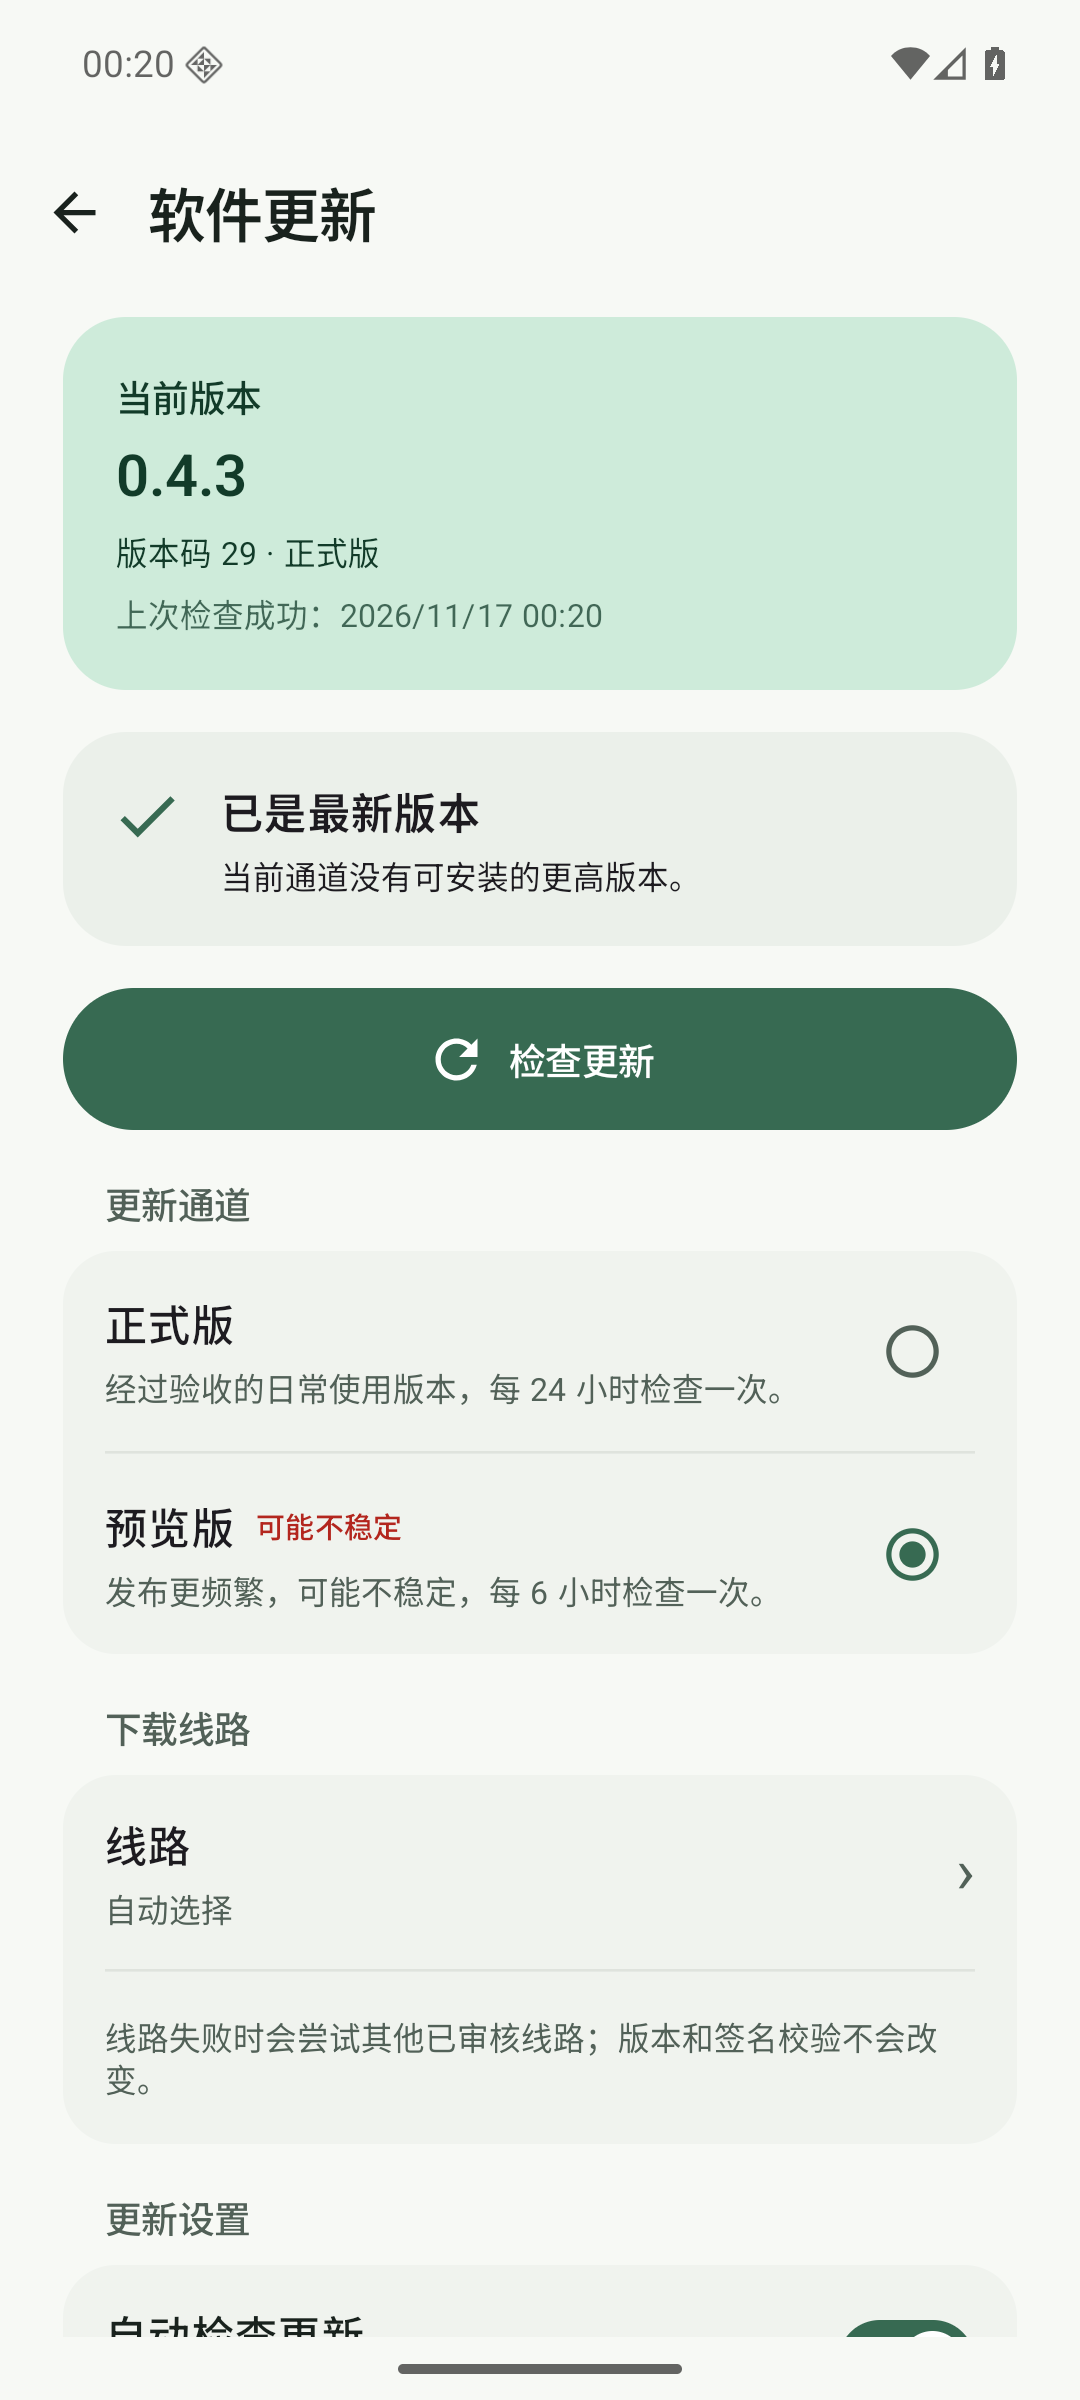 00:20
软件更新
当前版本
0.4.3
版本码 29 · 正式版
上次检查成功：2026/11/17 00:20
已是最新版本
当前通道没有可安装的更高版本。
检查更新
更新通道
正式版
经过验收的日常使用版本，每 24 小时检查一次。
预览版 可能不稳定
发布更频繁，可能不稳定，每 6 小时检查一次。
下载线路
线路
自动选择
线路失败时会尝试其他已审核线路；版本和签名校验不会改
变。
更新设置
自动检查更新